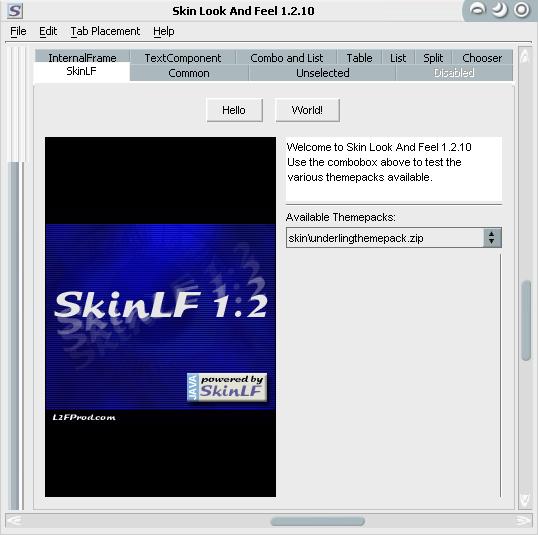 Skin Look And Feel 1.2.10
File Edit Tab Placement Help
InternalFrame TextComponent Combo and List Table List Split Chooser
SkinLF Common Unselected Disabled
Hello World!
Welcome to Skin Look And Feel 1.2.10
Use the combobox above to test the
various themepacks available.
Available Themepacks:
skin\underlingthemepack.zip
SkinLF 1:2
JAVA
powered by
SkinLF
L2FProd.com